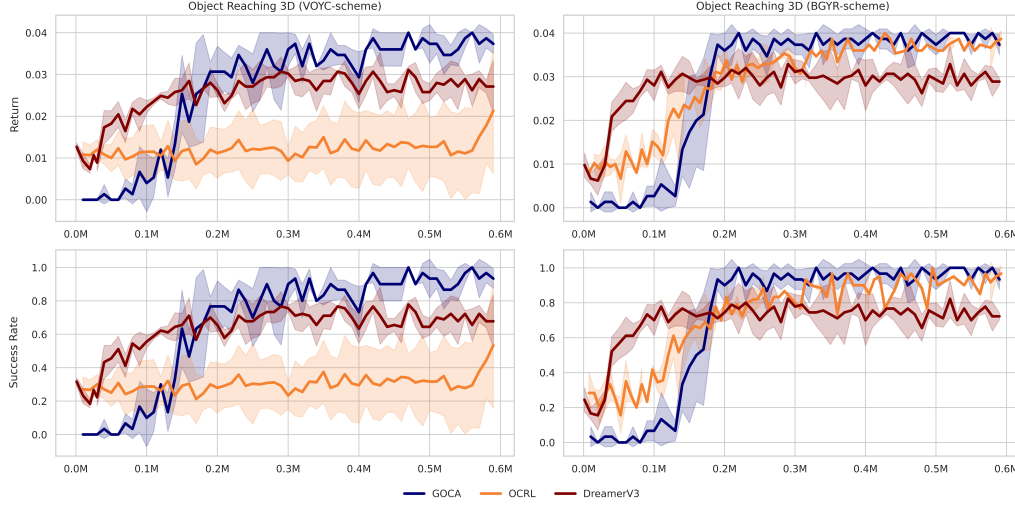 Object Reaching 3D (VOYC-scheme)
Object Reaching 3D (BGYR-scheme)
Return
0.04
0.03
0.02
0.01
0.00
0.0M 0.1M 0.2M 0.3M 0.4M 0.5M 0.6M
0.04
0.03
0.02
0.01
0.00
0.0M 0.1M 0.2M 0.3M 0.4M 0.5M 0.6M
Success Rate
1.0
0.8
0.6
0.4
0.2
0.0
0.0M 0.1M 0.2M 0.3M 0.4M 0.5M 0.6M
1.0
0.8
0.6
0.4
0.2
0.0
0.0M 0.1M 0.2M 0.3M 0.4M 0.5M 0.6M
GOCA OCRL DreamerV3